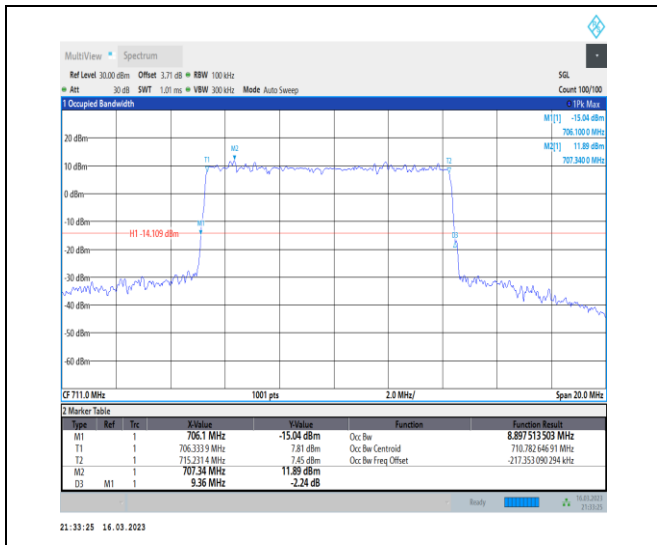 MultiView Spectrum
Ref Level 30.00 dBm Offset 3.71 dB RBW 100 kHz SGL
Att 30 dB SWT 1.01 ms VBW 300 kHz Mode Auto Sweep Count 100/100
1 Occupied Bandwidth 1Pk Max
M1[1] -15.04 dBm
706.100 0 MHz
M2[1] 11.89 dBm
707.340 0 MHz
20 dBm
M2
T1 T2
10 dBm
0 dBm
-10 dBm
M1
H1 -14.109 dBm
D3
-20 dBm
-30 dBm
-40 dBm
-50 dBm
-60 dBm
CF 711.0 MHz 1001 pts 2.0 MHz/ Span 20.0 MHz
2 Marker Table
Type Ref Trc X-Value Y-Value Function Function Result
M1 1 706.1 MHz -15.04 dBm Occ Bw 8.897 513 503 MHz
T1 1 706.333 9 MHz 7.81 dBm Occ Bw Centroid 710.782 646 91 MHz
T2 1 715.231 4 MHz 7.45 dBm Occ Bw Freq Offset -217.353 090 294 kHz
M2 1 707.34 MHz 11.89 dBm
D3 M1 1 9.36 MHz -2.24 dB
Ready 16.03.2023
21:33:25
21:33:25 16.03.2023